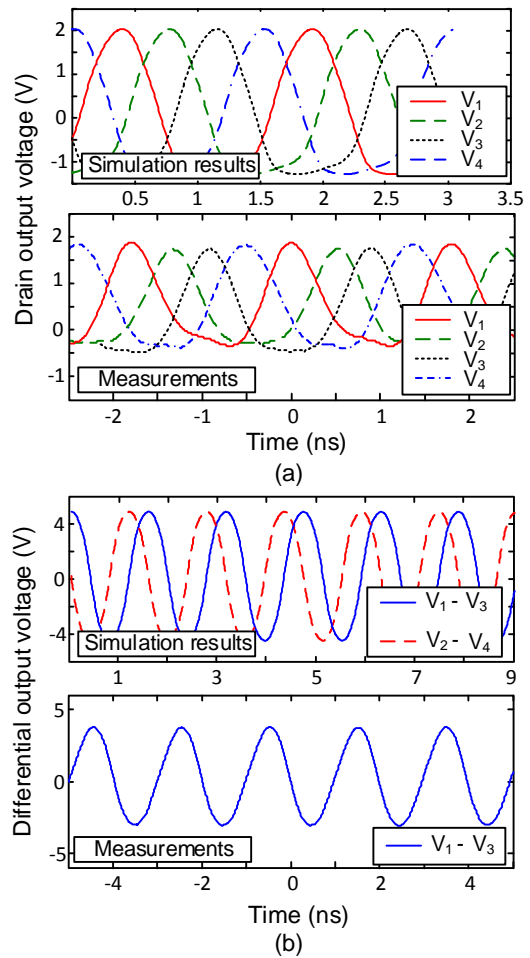 Drain output voltage (V)
2
1
0
-1
V1
V2
V3
V4
Simulation results
0.5 1 1.5 2 2.5 3 3.5
2
1
0
-1
V1
V2
V3
V4
Measurements
-2 -1 0 1 2
Time (ns)
(a)
Differential output voltage (V)
4
0
-4
V1 - V3
V2 - V4
Simulation results
1 3 5 7 9
5
0
-5
Measurements
V1 - V3
-4 -2 0 2 4
Time (ns)
(b)